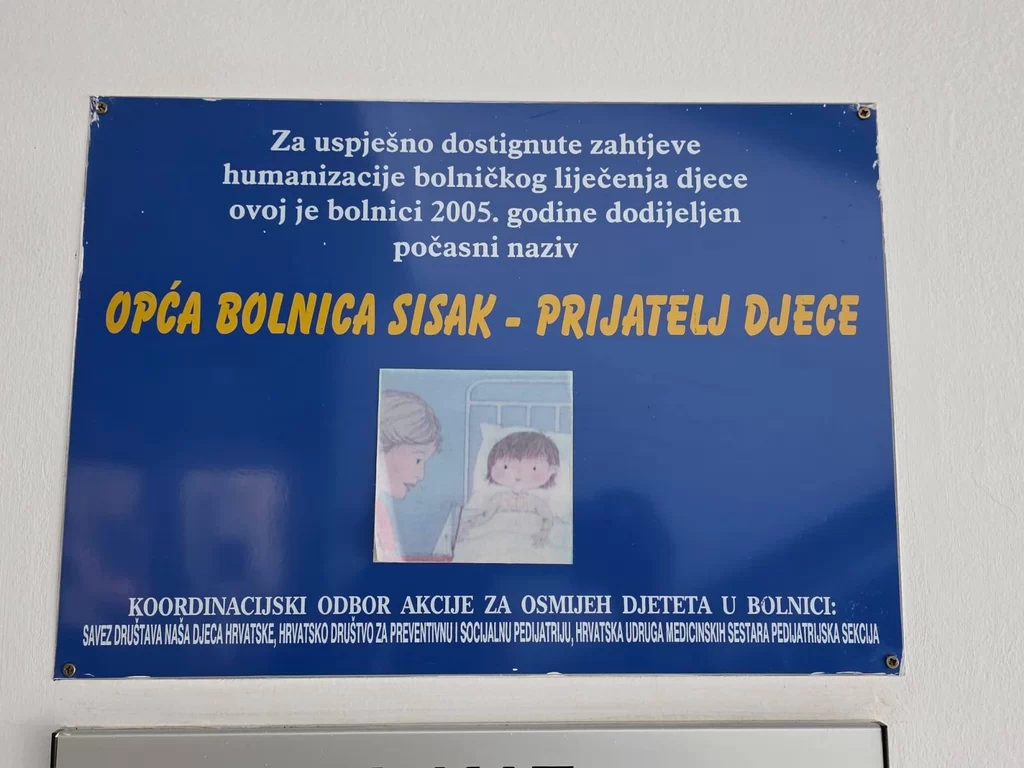 Za uspješno dostignute zahtjeve
humanizacije bolničkog liječenja djece
ovoj je bolnici 2005. godine dodijeljen
počasni naziv
OPĆA BOLNICA SISAK - PRIJATELJ DJECE
KOORDINACIJSKI ODBOR AKCIJE ZA OSMIJEH DJETETA U BOLNICI:
SAVEZ DRUŠTAVA NAŠA DJECA HRVATSKE, HRVATSKO DRUŠTVO ZA PREVENTIVNU I SOCIJALNU PEDIJATRIJU, HRVATSKA UDRUGA MEDICINSKIH SESTARA PEDIJATRIJSKA SEKCIJA